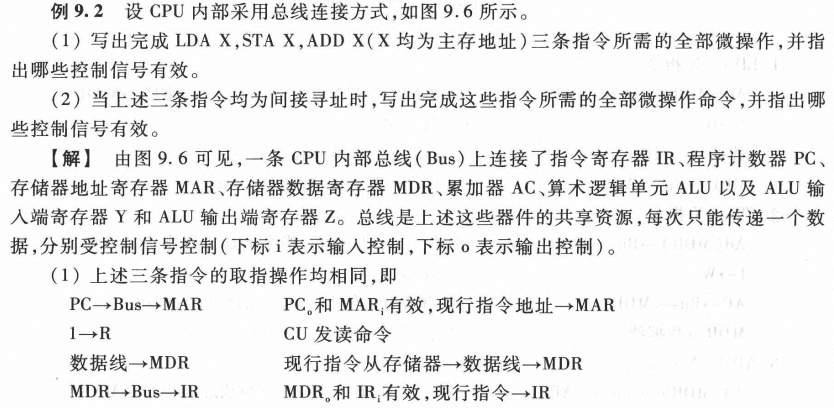 例 9.2 设 CPU 内部采用总线连接方式,如图 9.6 所示。
(1) 写出完成 LDA X,STA X,ADD X(X 均为主存地址)三条指令所需的全部微操作,并指
出哪些控制信号有效。
(2) 当上述三条指令均为间接寻址时,写出完成这些指令所需的全部微操作命令,并指出哪
些控制信号有效。
【解】 由图 9.6 可见,一条 CPU 内部总线(Bus)上连接了指令寄存器 IR、程序计数器 PC、
存储器地址寄存器 MAR、存储器数据寄存器 MDR、累加器 AC、算术逻辑单元 ALU 以及 ALU 输
入端寄存器 Y 和 ALU 输出端寄存器 Z。总线是上述这些器件的共享资源,每次只能传递一个数
据,分别受控制信号控制(下标 i 表示输入控制,下标 o 表示输出控制)。
(1) 上述三条指令的取指操作均相同,即
PC→Bus→MAR PCₒ和 MARᵢ有效,现行指令地址→MAR
1→R CU 发读命令
数据线→MDR 现行指令从存储器→数据线→MDR
MDR→Bus→IR MDRₒ和 IRᵢ有效,现行指令→IR